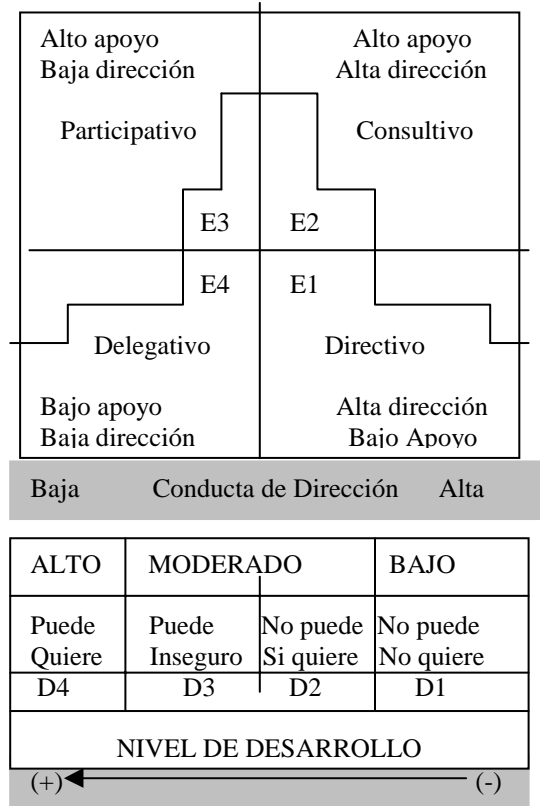 Alto apoyo Alto apoyo
Baja dirección Alta dirección
Participativo Consultivo
E3 E2
E4 E1
Delegativo Directivo
Bajo apoyo Alta dirección
Baja dirección Bajo Apoyo
Baja Conducta de Dirección Alta
ALTO MODERADO BAJO
Puede Puede No puede No puede
Quiere Inseguro Si quiere No quiere
D4 D3 D2 D1
NIVEL DE DESARROLLO
(+) (-)